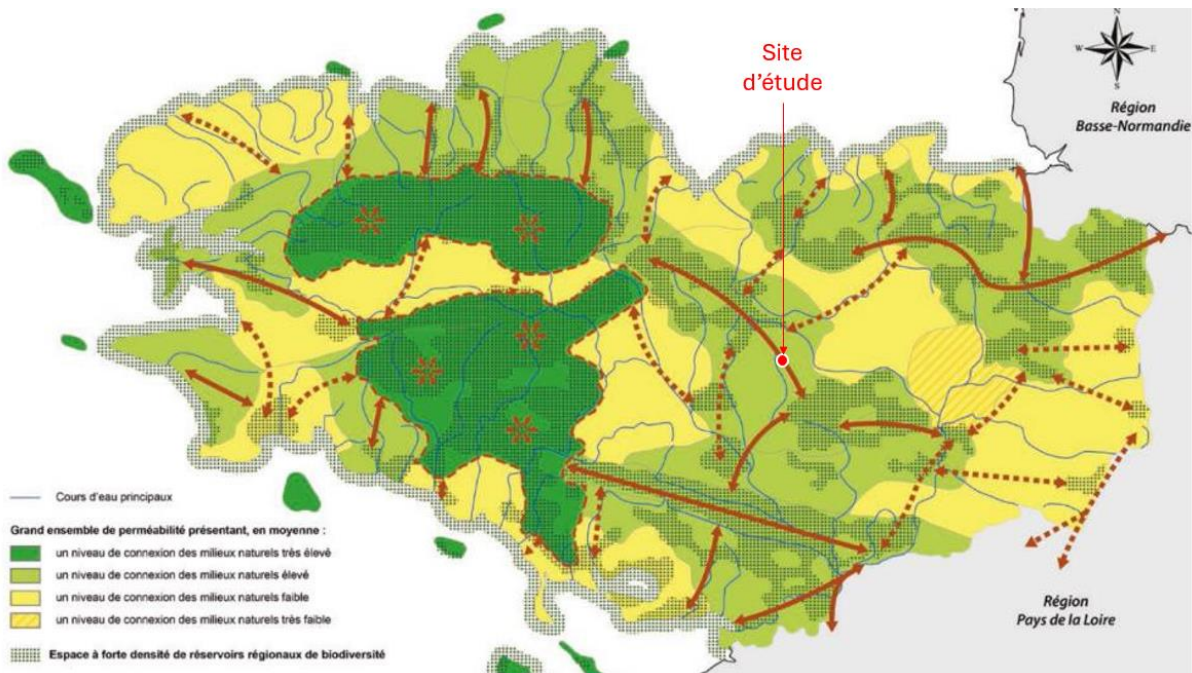 Site
d'étude
N
W
E
S
Région
Basse-Normandie
Cours d'eau principaux
Grand ensemble de perméabilité présentant, en moyenne :
un niveau de connexion des milieux naturels très élevé
un niveau de connexion des milieux naturels élevé
un niveau de connexion des milieux naturels faible
un niveau de connexion des milieux naturels très faible
Espace à forte densité de réservoirs régionaux de biodiversité
Région
Pays de la Loire